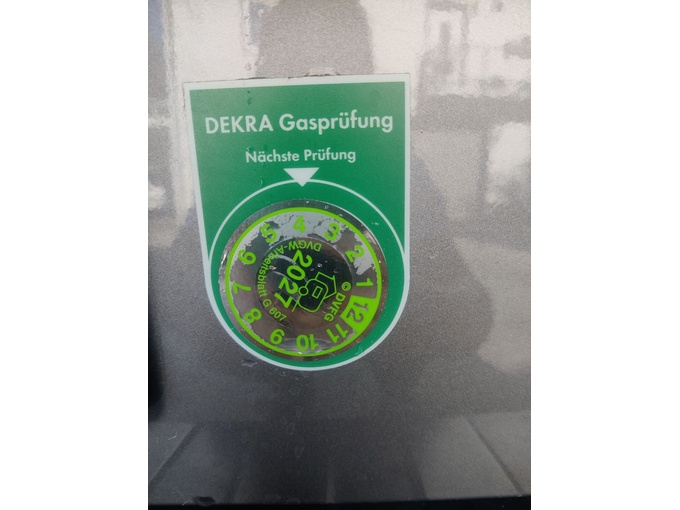 DEKRA Gasprüfung
Nächste Prüfung
1 2 3 4 5 6 7 8 9 10 11 12
DVGW-Arbeitsblatt G 607
2027
© DVFG